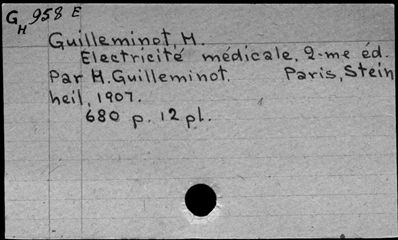 G H 958 E
Guilleminot, H.
Electricité médicale, 2-me éd.
Par H. Guilleminot. Paris, Stein
heil, 1907.
680 p. 12 pl.